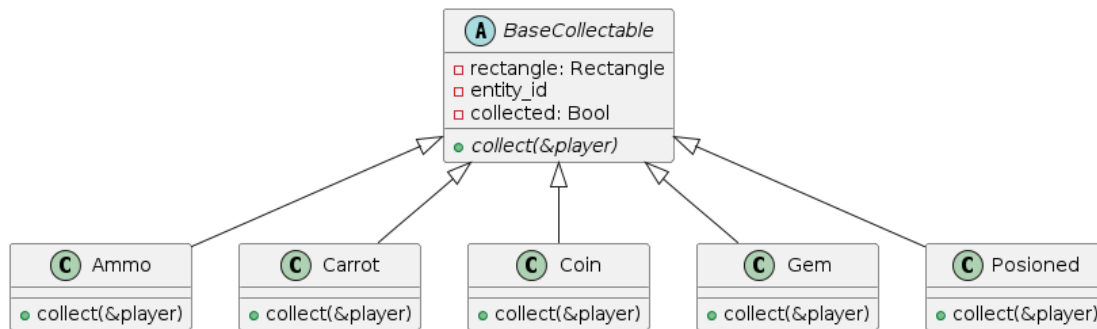 A BaseCollectable
rectangle: Rectangle
entity_id
collected: Bool
collect(&player)
C Ammo
C Carrot
C Coin
C Gem
C Posioned
collect(&player)
collect(&player)
collect(&player)
collect(&player)
collect(&player)